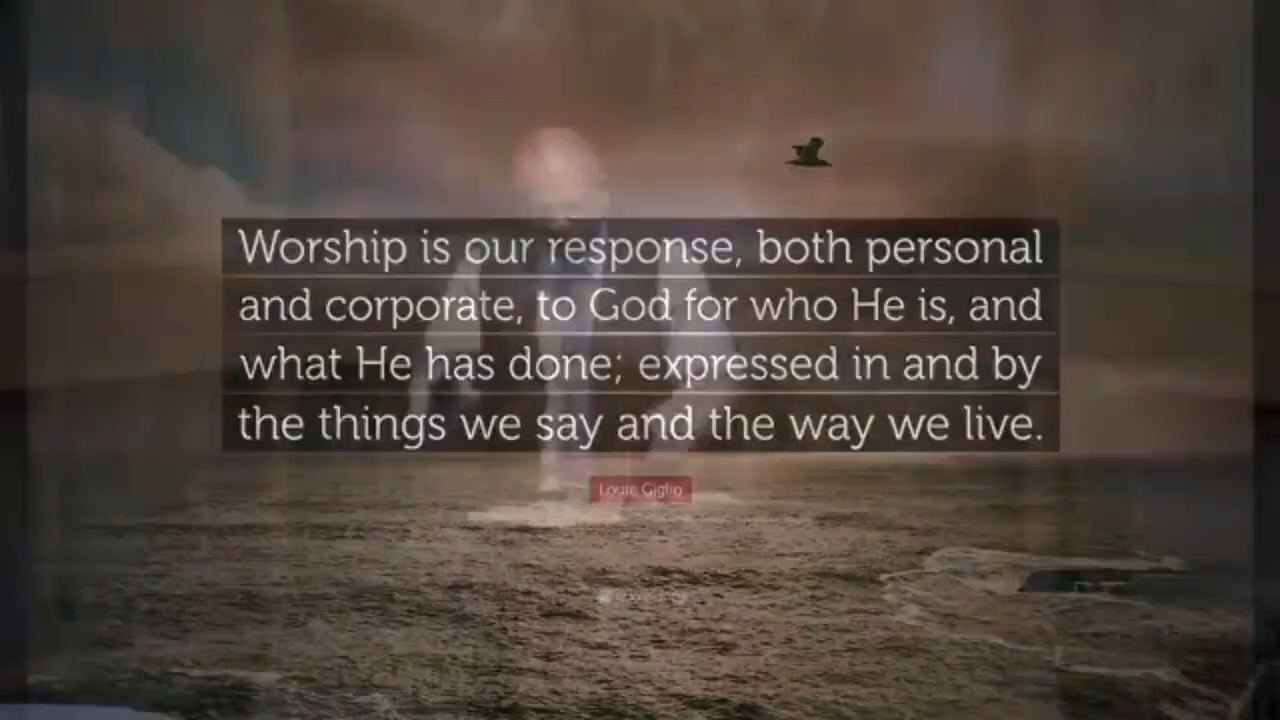 Worship is our response, both personal
and corporate, to God for who He is, and
what He has done; expressed in and by
the things we say and the way we live.
Louie Giglio